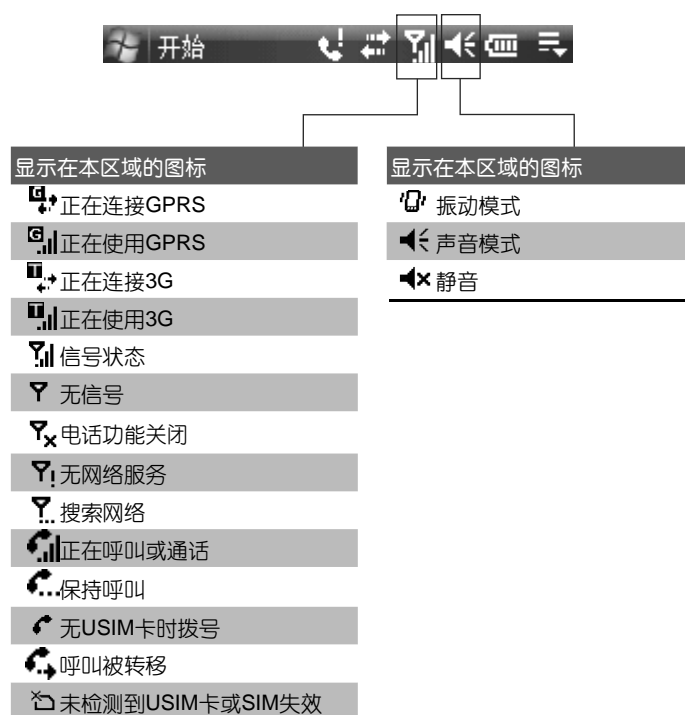 开始
显示在本区域的图标
正在连接GPRS
正在使用GPRS
正在连接3G
正在使用3G
信号状态
无信号
电话功能关闭
无网络服务
搜索网络
正在呼叫或通话
保持呼叫
无USIM卡时拨号
呼叫被转移
未检测到USIM卡或SIM失效
显示在本区域的图标
振动模式
声音模式
静音